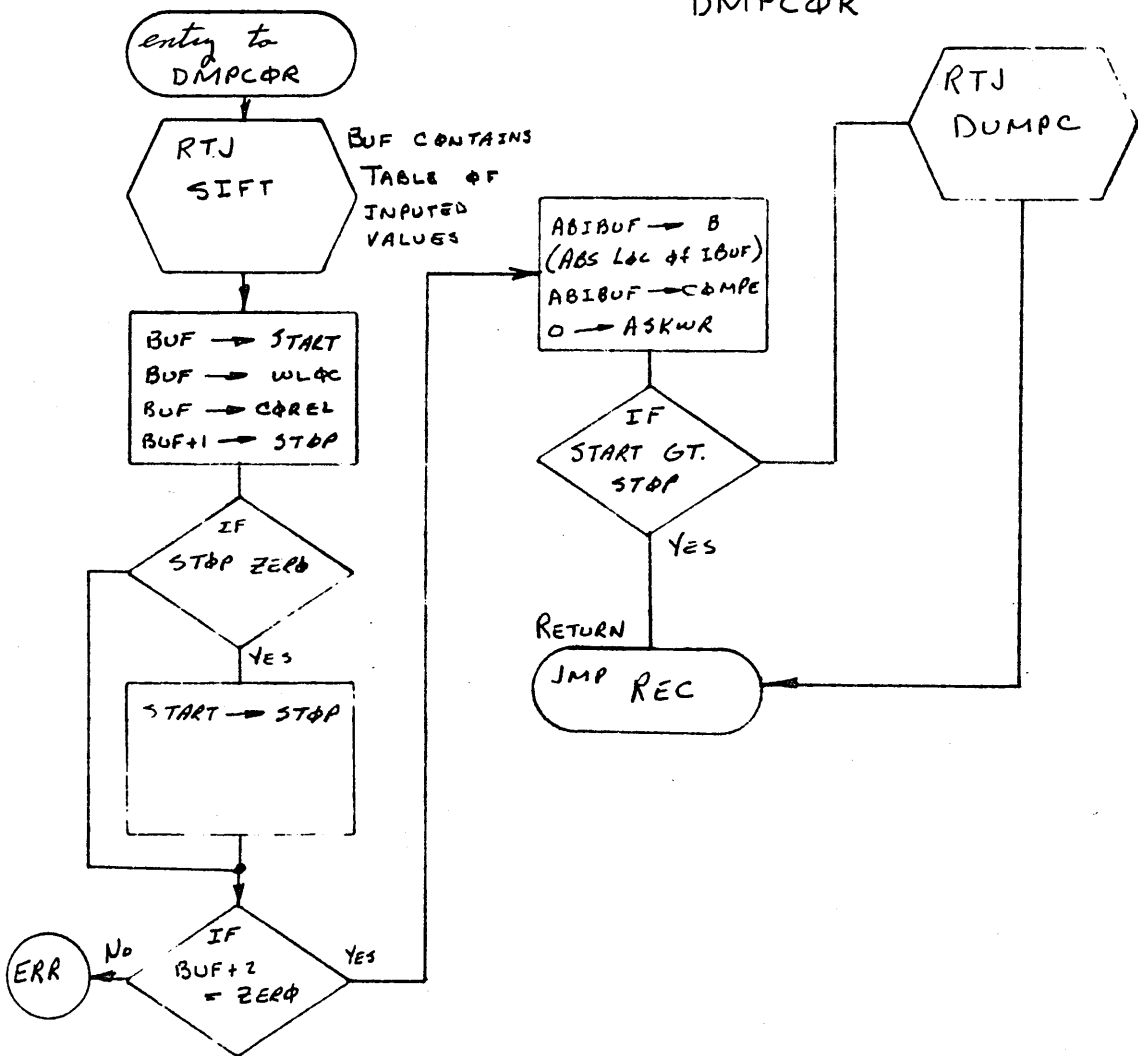 DMPCØR
entry to
DMPCØR
RTJ
SIFT
BUF CØNTAINS
TABLE ØF
INPUTED
VALUES
BUF → START
BUF → WLØC
BUF → CØREL
BUF+1 → STØP
IF
STØP ZERØ
YES
START → STØP
IF
BUF+2
= ZERØ
No
ERR
YES
ABIBUF → B
(ABS LØC Øf IBUF)
ABIBUF → CØMPE
0 → ASKWR
IF
START GT.
STØP
YES
RETURN
JMP REC
RTJ
DUMPC